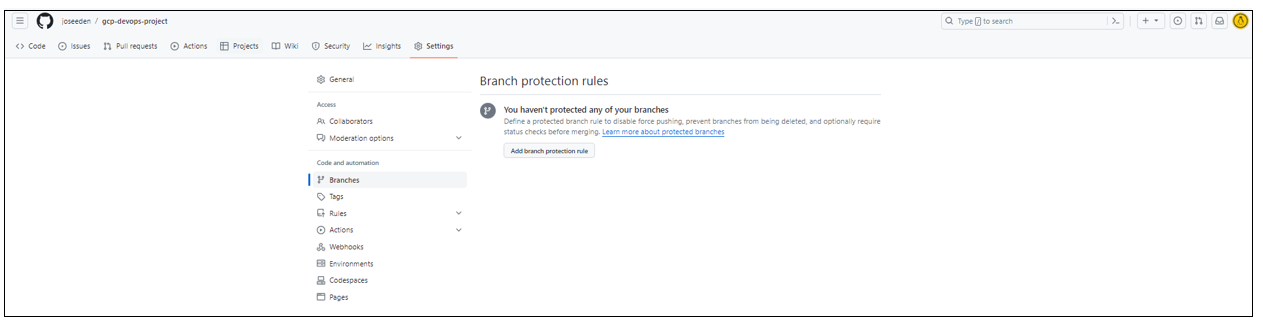 joseeden / gcp-devops-project
Type / to search
Code Issues Pull requests Actions Projects Wiki Security Insights Settings
General
Access
Collaborators
Moderation options
Code and automation
Branches
Tags
Rules
Actions
Webhooks
Environments
Codespaces
Pages
Branch protection rules
You haven't protected any of your branches
Define a protected branch rule to disable force pushing, prevent branches from being deleted, and optionally require
status checks before merging. Learn more about protected branches
Add branch protection rule